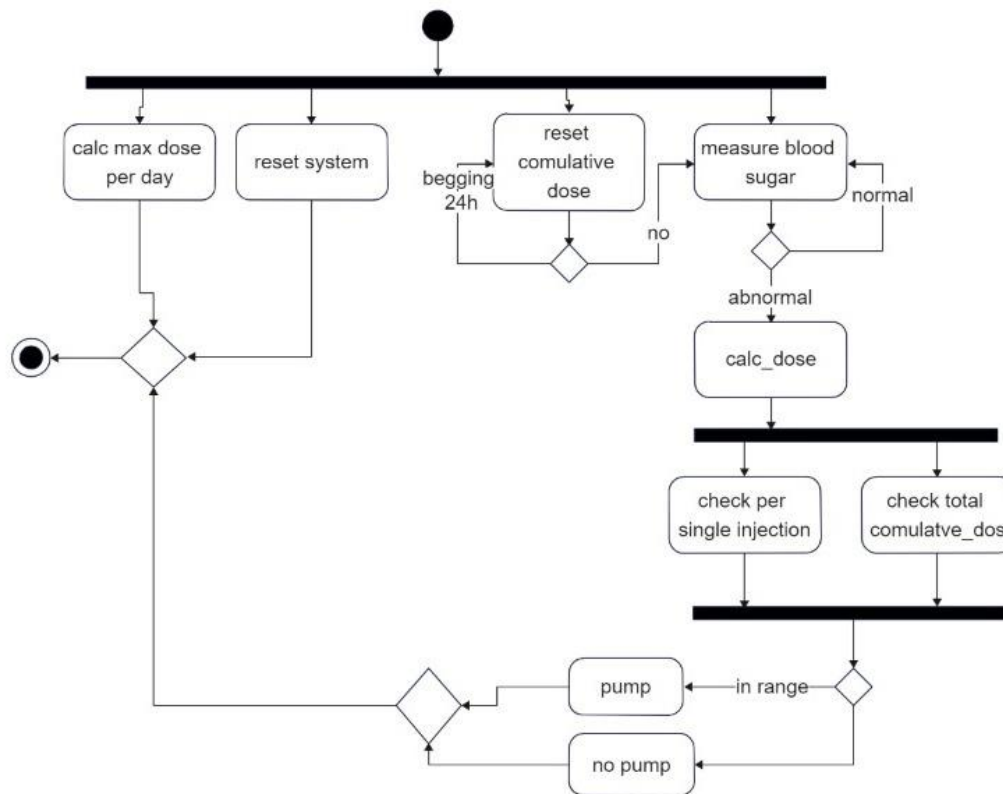 calc max dose
per day
reset system
reset
comulative
dose
measure blood
sugar
begging
24h
no
normal
abnormal
calc_dose
check per
single injection
check total
comulatve_dos
pump
in range
no pump